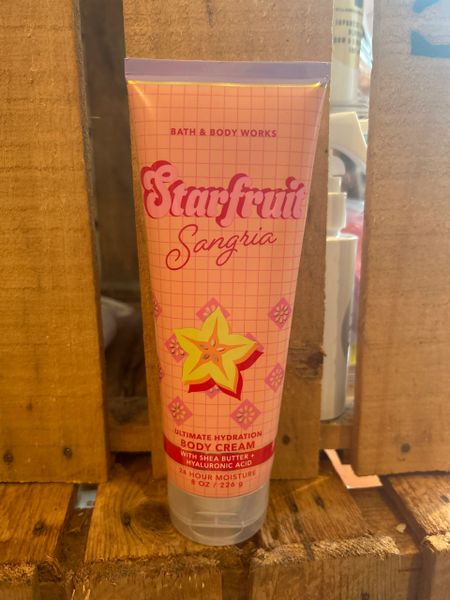 BATH & BODY WORKS
Starfruit
Sangria
ULTIMATE HYDRATION
BODY CREAM
WITH SHEA BUTTER +
HYALURONIC ACID
24 HOUR MOISTURE
8 OZ / 226 g